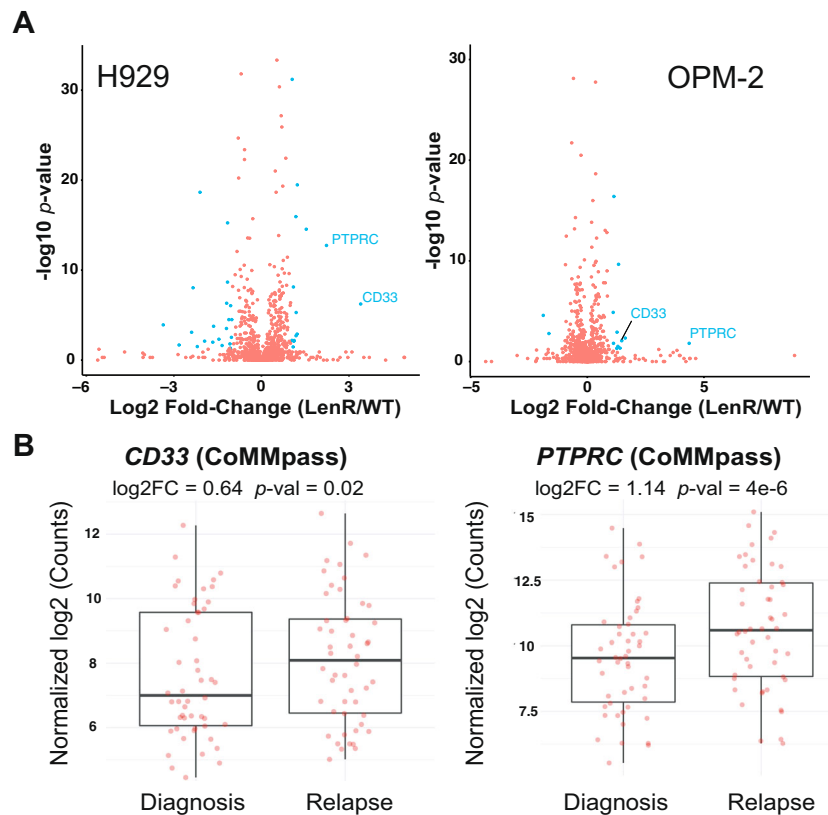 A
H929
OPM-2
-log10 p-value
30
20
10
0
PTPRC
CD33
−6
−3
0
3
Log2 Fold-Change (LenR/WT)
-log10 p-value
30
20
10
0
CD33
PTPRC
−5
0
5
Log2 Fold-Change (LenR/WT)
B
CD33 (CoMMpass)
log2FC = 0.64 p-val = 0.02
Normalized log2 (Counts)
12
10
8
6
Diagnosis
Relapse
PTPRC (CoMMpass)
log2FC = 1.14 p-val = 4e-6
Normalized log2 (Counts)
15
12.5
10
7.5
Diagnosis
Relapse